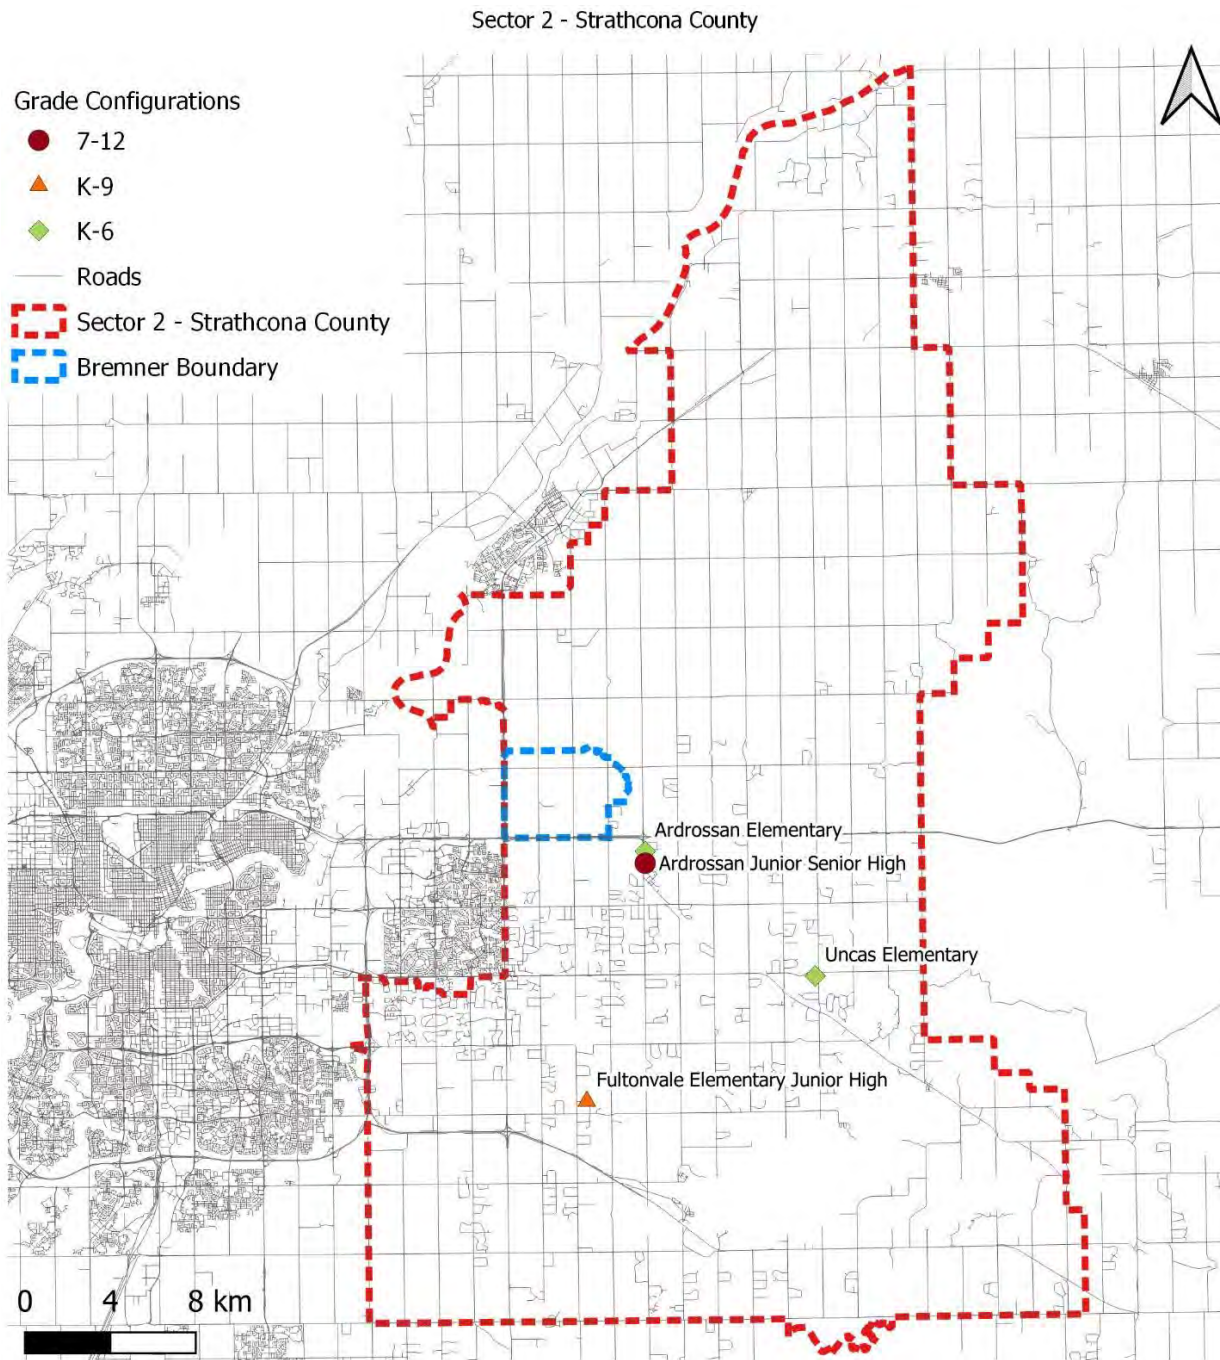 Sector 2 - Strathcona County
Grade Configurations
7-12
K-9
K-6
Roads
Sector 2 - Strathcona County
Bremner Boundary
Ardrossan Elementary
Ardrossan Junior Senior High
Uncas Elementary
Fultonvale Elementary Junior High
0 4 8 km